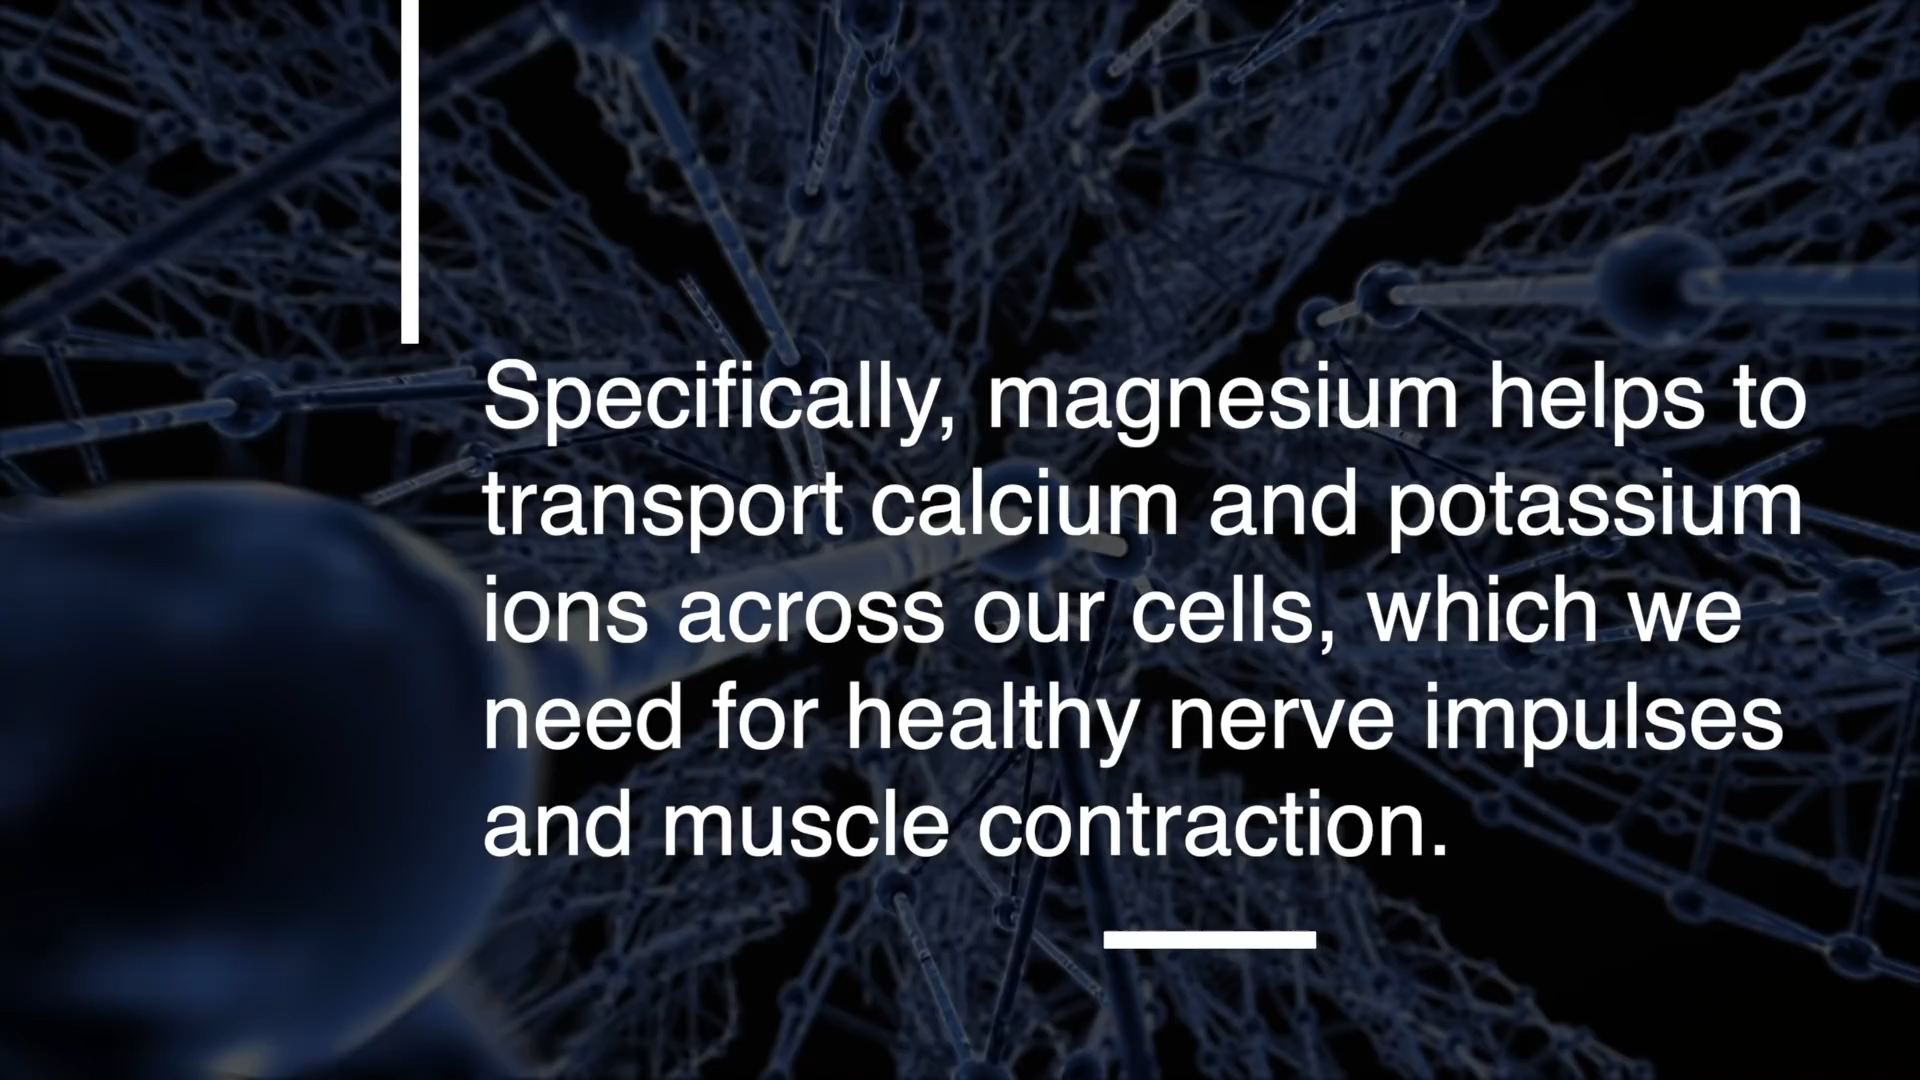 Specifically, magnesium helps to
transport calcium and potassium
ions across our cells, which we
need for healthy nerve impulses
and muscle contraction.